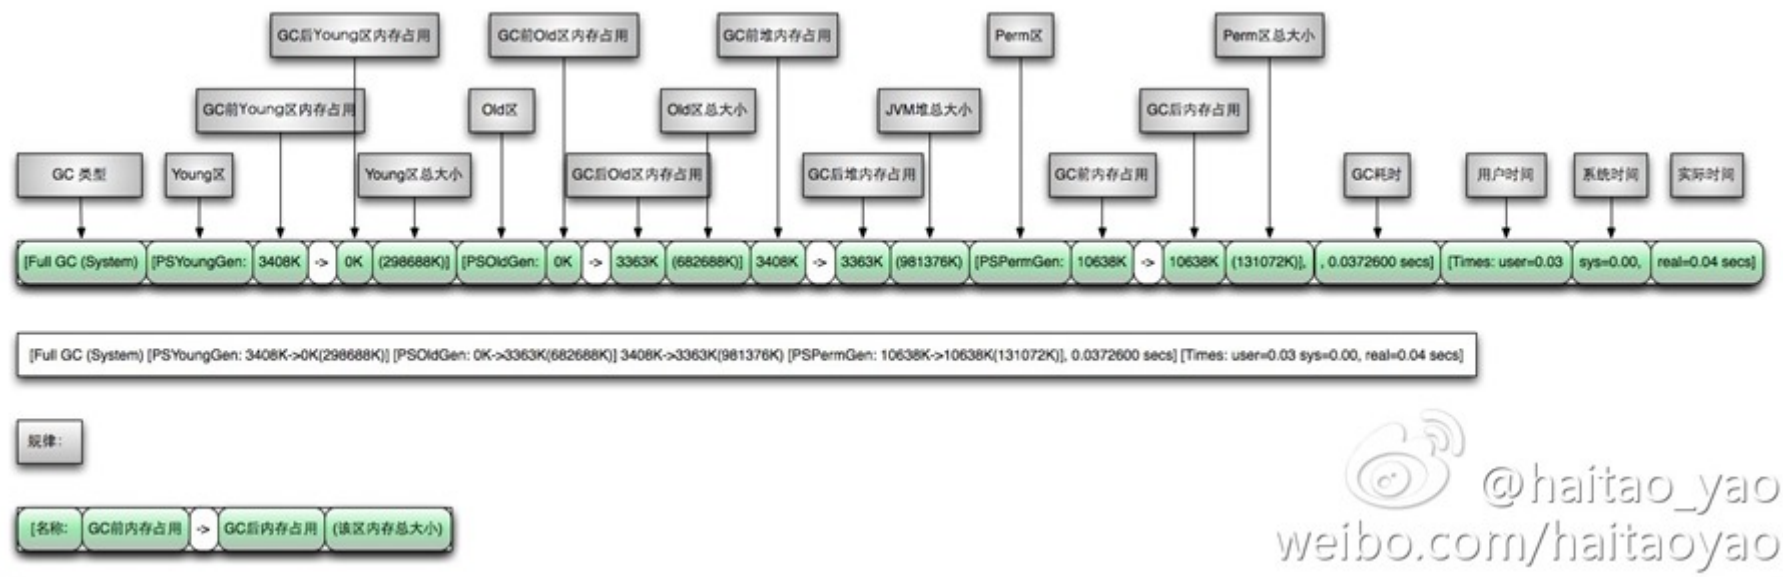 GC后Young区内存占用 GC前Old区内存占用 GC前堆内存占用 Perm区 Perm区总大小
GC前Young区内存占用 Old区 Old区总大小 JVM堆总大小 GC后内存占用
GC 类型 Young区 Young区总大小 GC后Old区内存占用 GC后堆内存占用 GC前内存占用 GC耗时 用户时间 系统时间 实际时间
[Full GC (System) [PSYoungGen: 3408K -> 0K (298688K)] [PSOldGen: 0K -> 3363K (682688K)] 3408K -> 3363K (981376K) [PSPermGen: 10638K -> 10638K (131072K)], , 0.0372600 secs] [Times: user=0.03 sys=0.00, real=0.04 secs]
[Full GC (System) [PSYoungGen: 3408K->0K(298688K)] [PSOldGen: 0K->3363K(682688K)] 3408K->3363K(981376K) [PSPermGen: 10638K->10638K(131072K)], 0.0372600 secs] [Times: user=0.03 sys=0.00, real=0.04 secs]
规律：
[名称: GC前内存占用 -> GC后内存占用 (该区内存总大小)
@haitao_yao
weibo.com/haitaoyao